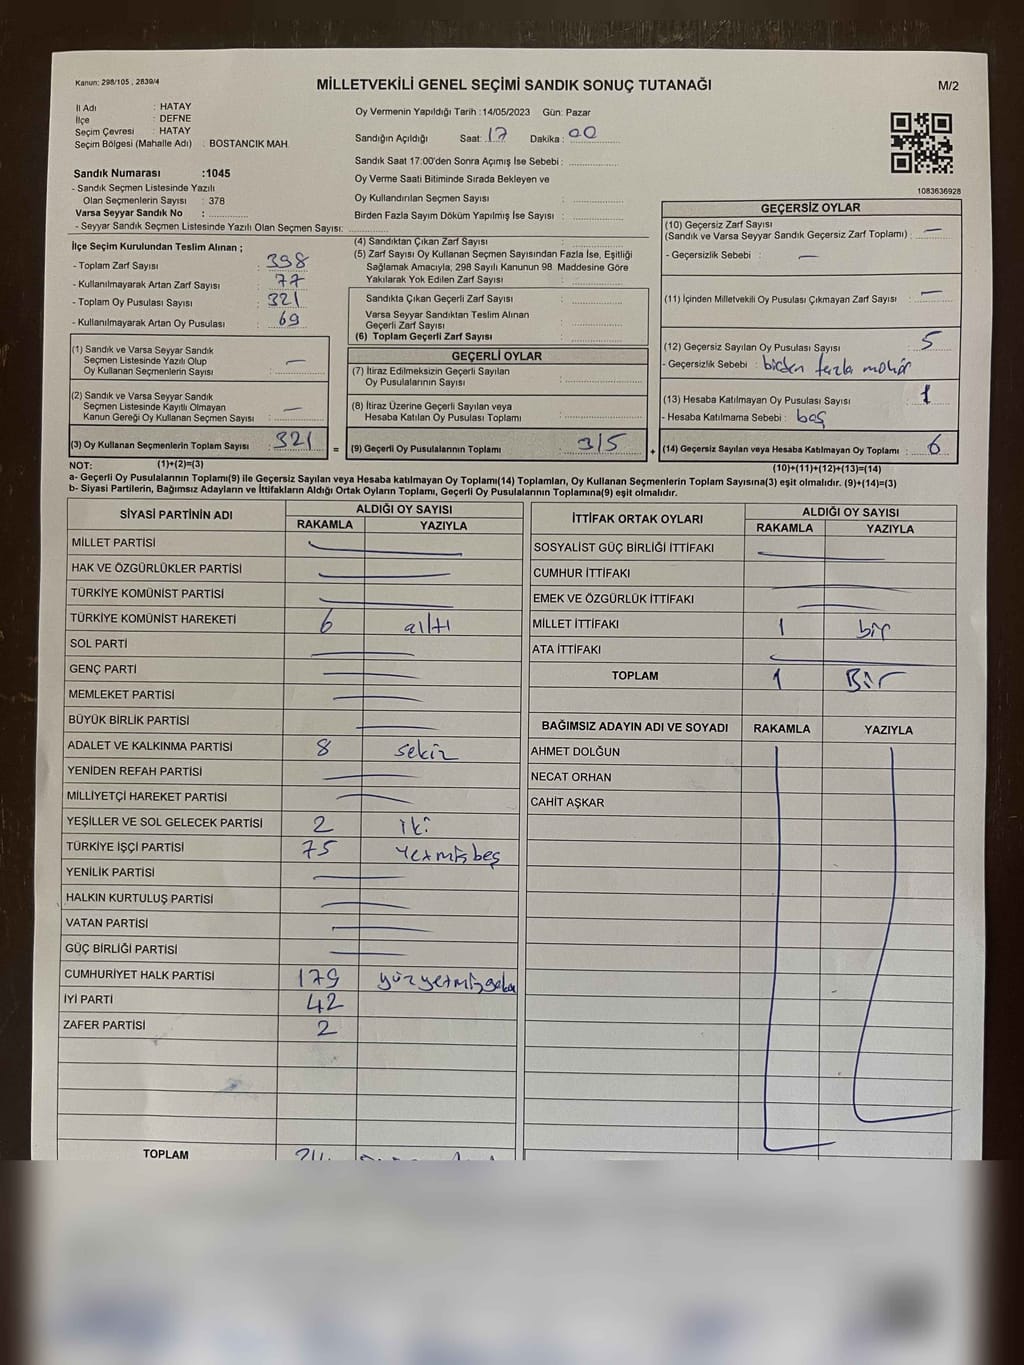 Kanun: 298/105 , 2839/4
MİLLETVEKİLİ GENEL SEÇİMİ SANDIK SONUÇ TUTANAĞI
M/2
İl Adı : HATAY
İlçe : DEFNE
Seçim Çevresi : HATAY
Seçim Bölgesi (Mahalle Adı) : BOSTANCIK MAH.
Oy Vermenin Yapıldığı Tarih : 14/05/2023 Gün: Pazar
Sandığın Açıldığı Saat: 17 Dakika : 00
Sandık Saat 17:00'den Sonra Açımış İse Sebebi :
Oy Verme Saati Bitiminde Sırada Bekleyen ve
Oy Kullandırılan Seçmen Sayısı :
Birden Fazla Sayım Döküm Yapılmış İse Sayısı :
1083636928
Sandık Numarası :1045
- Sandık Seçmen Listesinde Yazılı
Olan Seçmenlerin Sayısı : 378
Varsa Seyyar Sandık No :
- Seyyar Sandık Seçmen Listesinde Yazılı Olan Seçmen Sayısı:
İlçe Seçim Kurulundan Teslim Alınan ;
- Toplam Zarf Sayısı : 398
- Kullanılmayarak Artan Zarf Sayısı : 77
- Toplam Oy Pusulası Sayısı : 321
- Kullanılmayarak Artan Oy Pusulası : 69
(1) Sandık ve Varsa Seyyar Sandık
Seçmen Listesinde Yazılı Olup
Oy Kullanan Seçmenlerin Sayısı : —
(2) Sandık ve Varsa Seyyar Sandık
Seçmen Listesinde Kayıtlı Olmayan
Kanun Gereği Oy Kullanan Seçmen Sayısı : —
(3) Oy Kullanan Seçmenlerin Toplam Sayısı : 321 =
(4) Sandıktan Çıkan Zarf Sayısı :
(5) Zarf Sayısı Oy Kullanan Seçmen Sayısından Fazla İse, Eşitliği
Sağlamak Amacıyla, 298 Sayılı Kanunun 98 Maddesine Göre
Yakılarak Yok Edilen Zarf Sayısı :
Sandıkta Çıkan Geçerli Zarf Sayısı :
Varsa Seyyar Sandıktan Teslim Alınan
Geçerli Zarf Sayısı :
(6) Toplam Geçerli Zarf Sayısı :
GEÇERLİ OYLAR
(7) İtiraz Edilmeksizin Geçerli Sayılan
Oy Pusulalarının Sayısı :
(8) İtiraz Üzerine Geçerli Sayılan veya
Hesaba Katılan Oy Pusulası Toplamı :
(9) Geçerli Oy Pusulalarının Toplamı : 315 +
GEÇERSİZ OYLAR
(10) Geçersiz Zarf Sayısı
(Sandık ve Varsa Seyyar Sandık Geçersiz Zarf Toplamı) : —
- Geçersizlik Sebebi : —
(11) İçinden Milletvekili Oy Pusulası Çıkmayan Zarf Sayısı : —
(12) Geçersiz Sayılan Oy Pusulası Sayısı : 5
- Geçersizlik Sebebi : birden fazla mühür
(13) Hesaba Katılmayan Oy Pusulası Sayısı : 1
- Hesaba Katılmama Sebebi : boş
(14) Geçersiz Sayılan veya Hesaba Katılmayan Oy Toplamı : 6
NOT: (1)+(2)=(3)
(10)+(11)+(12)+(13)=(14)
a- Geçerli Oy Pusulalarının Toplamı(9) ile Geçersiz Sayılan veya Hesaba katılmayan Oy Toplamı(14) Toplamları, Oy Kullanan Seçmenlerin Toplam Sayısına(3) eşit olmalıdır. (9)+(14)=(3)
b- Siyasi Partilerin, Bağımsız Adayların ve İttifakların Aldığı Ortak Oyların Toplamı, Geçerli Oy Pusulalarının Toplamına(9) eşit olmalıdır.
SİYASİ PARTİNİN ADI
ALDIĞI OY SAYISI
RAKAMLA YAZIYLA
MİLLET PARTİSİ
HAK VE ÖZGÜRLÜKLER PARTİSİ
TÜRKİYE KOMÜNİST PARTİSİ
TÜRKİYE KOMÜNİST HAREKETİ 6 altı
SOL PARTİ
GENÇ PARTİ
MEMLEKET PARTİSİ
BÜYÜK BİRLİK PARTİSİ
ADALET VE KALKINMA PARTİSİ 8 sekiz
YENİDEN REFAH PARTİSİ
MİLLİYETÇİ HAREKET PARTİSİ
YEŞİLLER VE SOL GELECEK PARTİSİ 2 iki
TÜRKİYE İŞÇİ PARTİSİ 75 yetmişbeş
YENİLİK PARTİSİ
HALKIN KURTULUŞ PARTİSİ
VATAN PARTİSİ
GÜÇ BİRLİĞİ PARTİSİ
CUMHURİYET HALK PARTİSİ 179
İYİ PARTİ 42
ZAFER PARTİSİ 2
TOPLAM
İTTİFAK ORTAK OYLARI
ALDIĞI OY SAYISI
RAKAMLA YAZIYLA
SOSYALİST GÜÇ BİRLİĞİ İTTİFAKI
CUMHUR İTTİFAKI
EMEK VE ÖZGÜRLÜK İTTİFAKI
MİLLET İTTİFAKI 1 bir
ATA İTTİFAKI
TOPLAM 1 Bir
BAĞIMSIZ ADAYIN ADI VE SOYADI RAKAMLA YAZIYLA
AHMET DOLĞUN
NECAT ORHAN
CAHİT AŞKAR